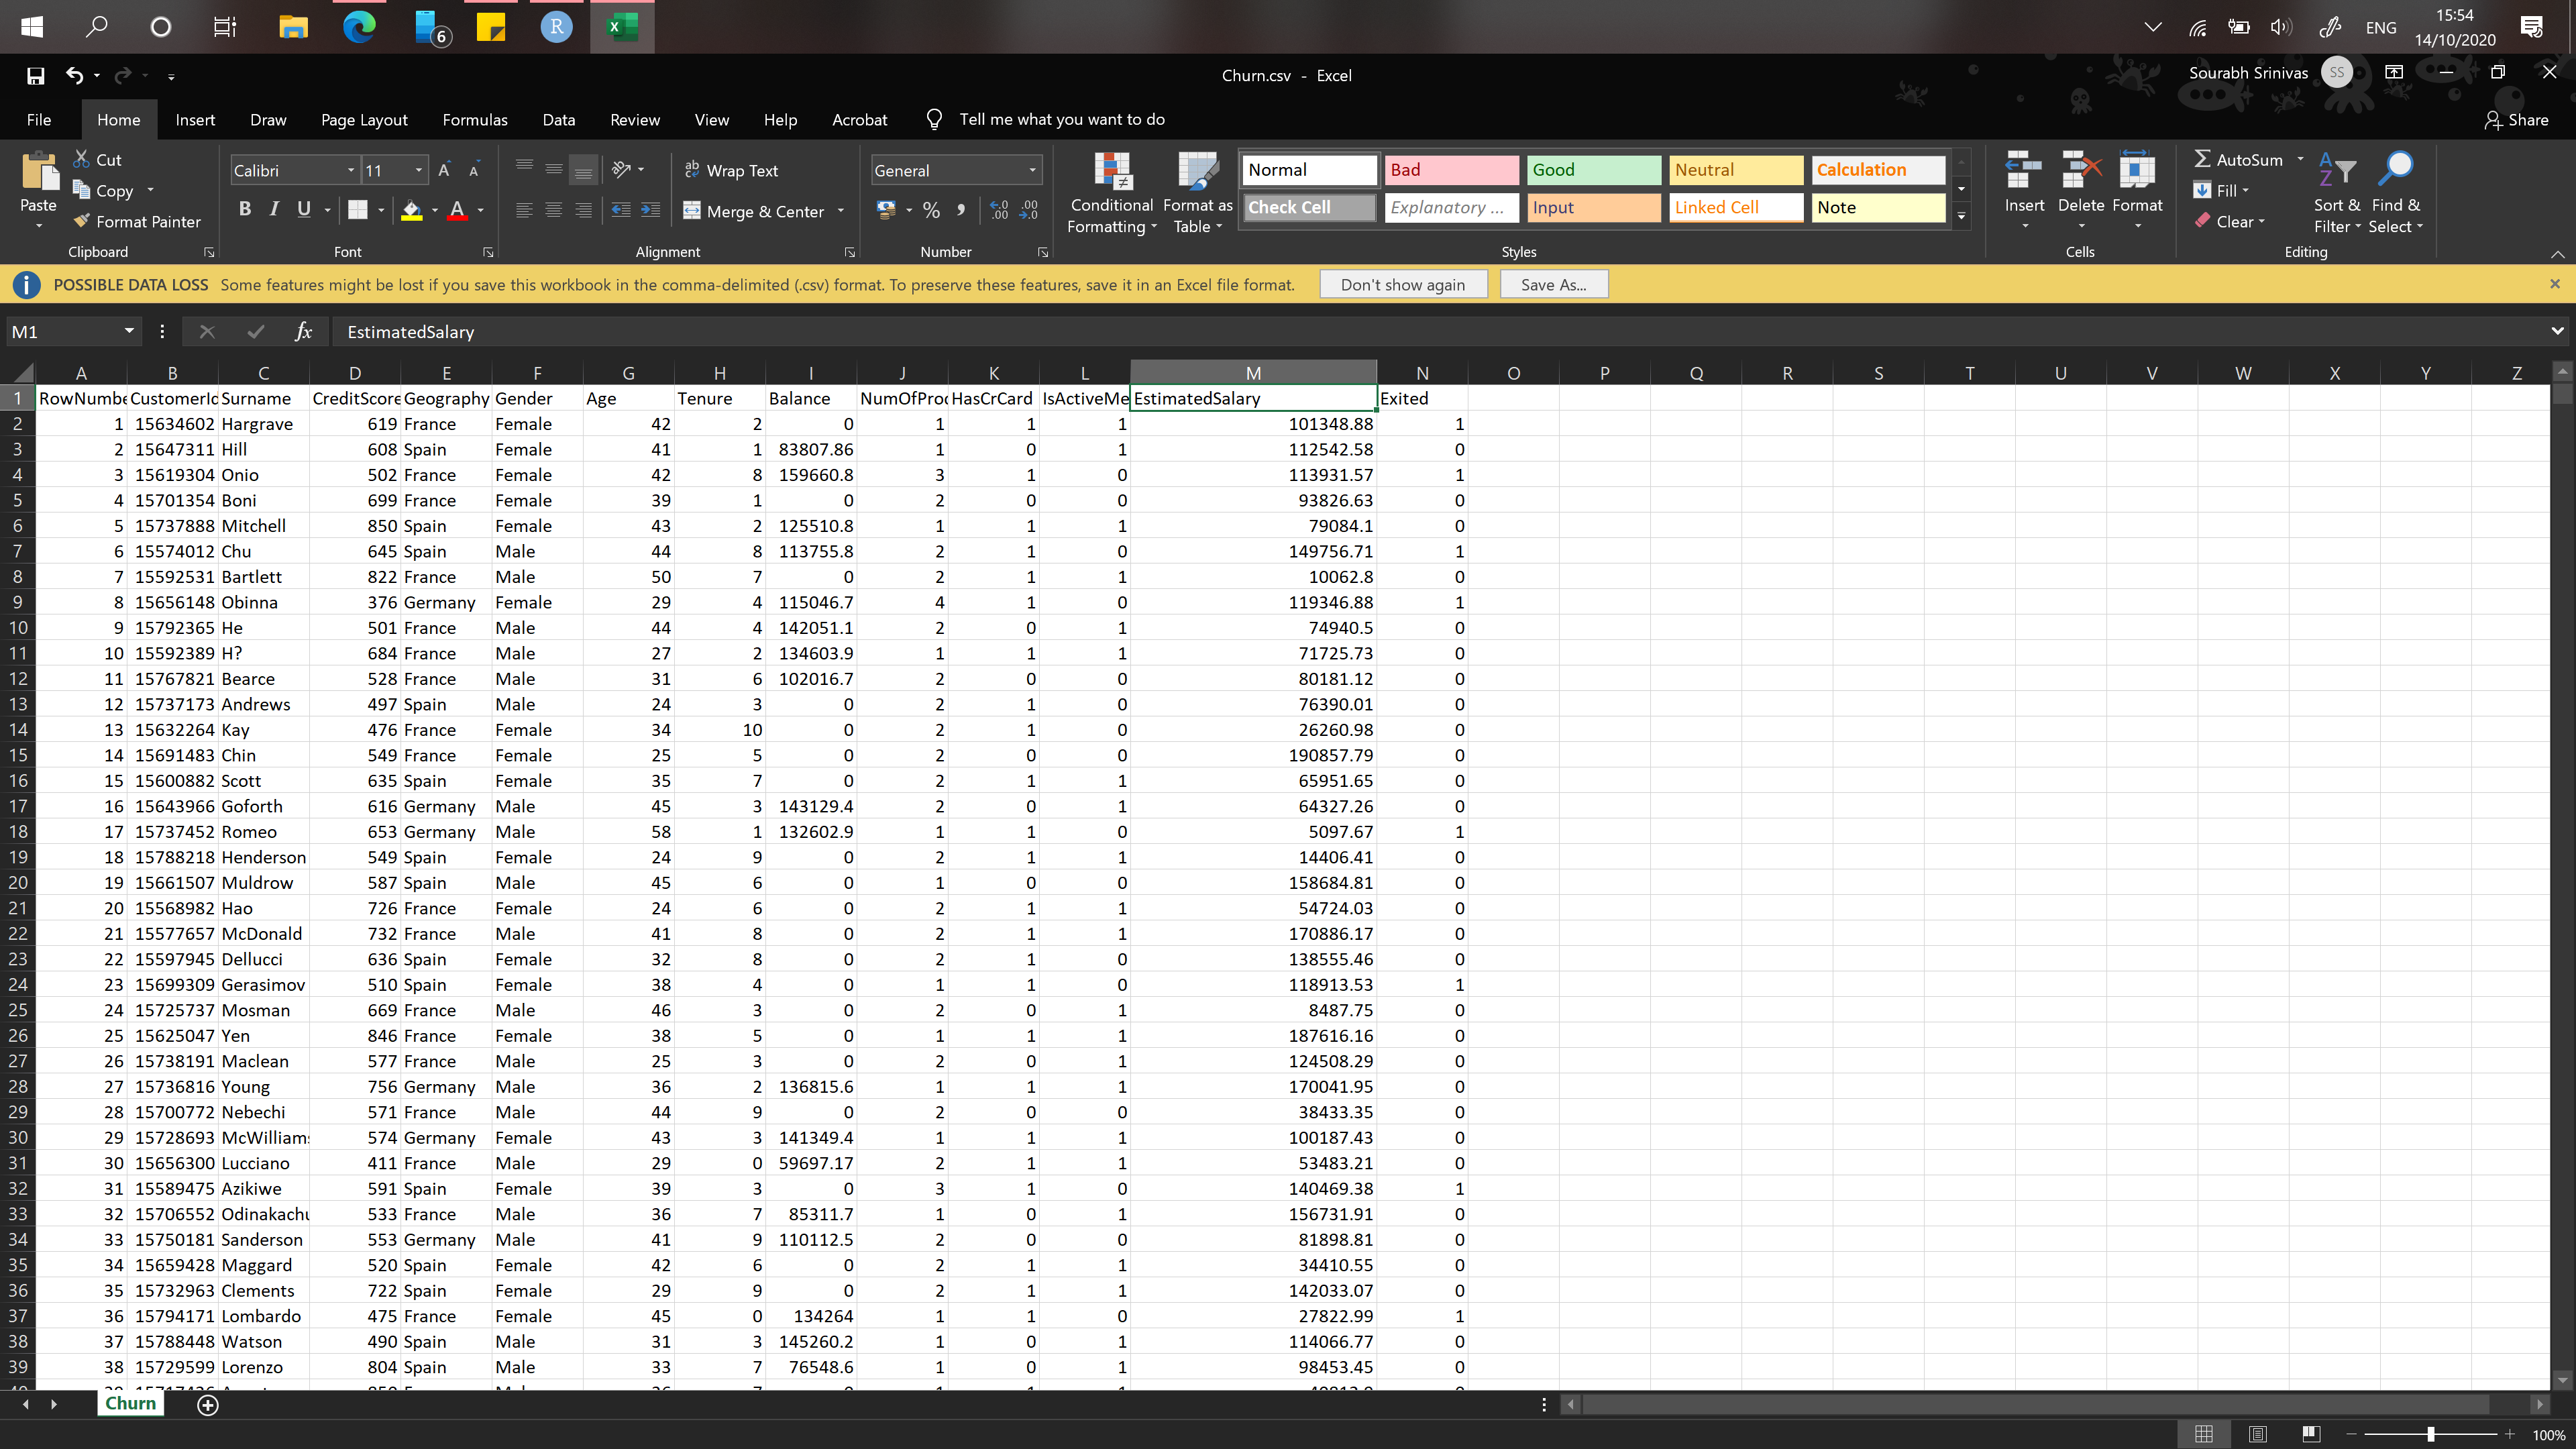 6
R
ENG
15:54
14/10/2020
Churn.csv - Excel
Sourabh Srinivas
SS
File Home Insert Draw Page Layout Formulas Data Review View Help Acrobat Tell me what you want to do Share
Cut
Copy
Format Painter
Paste
Clipboard
Calibri 11
B I U
Font
Wrap Text
Merge & Center
Alignment
General
Number
Conditional Formatting
Format as Table
Normal Bad Good Neutral Calculation
Check Cell Explanatory ... Input Linked Cell Note
Styles
Insert Delete Format
Cells
AutoSum
Fill
Clear
Sort & Filter
Find & Select
Editing
POSSIBLE DATA LOSS Some features might be lost if you save this workbook in the comma-delimited (.csv) format. To preserve these features, save it in an Excel file format. Don't show again Save As...
M1 fx EstimatedSalary
A B C D E F G H I J K L M N O P Q R S T U V W X Y Z
1 RowNumbe CustomerId Surname CreditScore Geography Gender Age Tenure Balance NumOfProd HasCrCard IsActiveMe EstimatedSalary Exited
2 1 15634602 Hargrave 619 France Female 42 2 0 1 1 1 101348.88 1
3 2 15647311 Hill 608 Spain Female 41 1 83807.86 1 0 1 112542.58 0
4 3 15619304 Onio 502 France Female 42 8 159660.8 3 1 0 113931.57 1
5 4 15701354 Boni 699 France Female 39 1 0 2 0 0 93826.63 0
6 5 15737888 Mitchell 850 Spain Female 43 2 125510.8 1 1 1 79084.1 0
7 6 15574012 Chu 645 Spain Male 44 8 113755.8 2 1 0 149756.71 1
8 7 15592531 Bartlett 822 France Male 50 7 0 2 1 1 10062.8 0
9 8 15656148 Obinna 376 Germany Female 29 4 115046.7 4 1 0 119346.88 1
10 9 15792365 He 501 France Male 44 4 142051.1 2 0 1 74940.5 0
11 10 15592389 H? 684 France Male 27 2 134603.9 1 1 1 71725.73 0
12 11 15767821 Bearce 528 France Male 31 6 102016.7 2 0 0 80181.12 0
13 12 15737173 Andrews 497 Spain Male 24 3 0 2 1 0 76390.01 0
14 13 15632264 Kay 476 France Female 34 10 0 2 1 0 26260.98 0
15 14 15691483 Chin 549 France Female 25 5 0 2 0 0 190857.79 0
16 15 15600882 Scott 635 Spain Female 35 7 0 2 1 1 65951.65 0
17 16 15643966 Goforth 616 Germany Male 45 3 143129.4 2 0 1 64327.26 0
18 17 15737452 Romeo 653 Germany Male 58 1 132602.9 1 1 0 5097.67 1
19 18 15788218 Henderson 549 Spain Female 24 9 0 2 1 1 14406.41 0
20 19 15661507 Muldrow 587 Spain Male 45 6 0 1 0 0 158684.81 0
21 20 15568982 Hao 726 France Female 24 6 0 2 1 1 54724.03 0
22 21 15577657 McDonald 732 France Male 41 8 0 2 1 1 170886.17 0
23 22 15597945 Dellucci 636 Spain Female 32 8 0 2 1 0 138555.46 0
24 23 15699309 Gerasimov 510 Spain Female 38 4 0 1 1 0 118913.53 1
25 24 15725737 Mosman 669 France Male 46 3 0 2 0 1 8487.75 0
26 25 15625047 Yen 846 France Female 38 5 0 1 1 1 187616.16 0
27 26 15738191 Maclean 577 France Male 25 3 0 2 0 1 124508.29 0
28 27 15736816 Young 756 Germany Male 36 2 136815.6 1 1 1 170041.95 0
29 28 15700772 Nebechi 571 France Male 44 9 0 2 0 0 38433.35 0
30 29 15728693 McWilliams 574 Germany Female 43 3 141349.4 1 1 1 100187.43 0
31 30 15656300 Lucciano 411 France Male 29 0 59697.17 2 1 1 53483.21 0
32 31 15589475 Azikiwe 591 Spain Female 39 3 0 3 1 0 140469.38 1
33 32 15706552 Odinakachu 533 France Male 36 7 85311.7 1 0 1 156731.91 0
34 33 15750181 Sanderson 553 Germany Male 41 9 110112.5 2 0 0 81898.81 0
35 34 15659428 Maggard 520 Spain Female 42 6 0 2 1 1 34410.55 0
36 35 15732963 Clements 722 Spain Female 29 9 0 2 1 1 142033.07 0
37 36 15794171 Lombardo 475 France Female 45 0 134264 1 1 0 27822.99 1
38 37 15788448 Watson 490 Spain Male 31 3 145260.2 1 0 1 114066.77 0
39 38 15729599 Lorenzo 804 Spain Male 33 7 76548.6 1 0 1 98453.45 0
Churn
100%